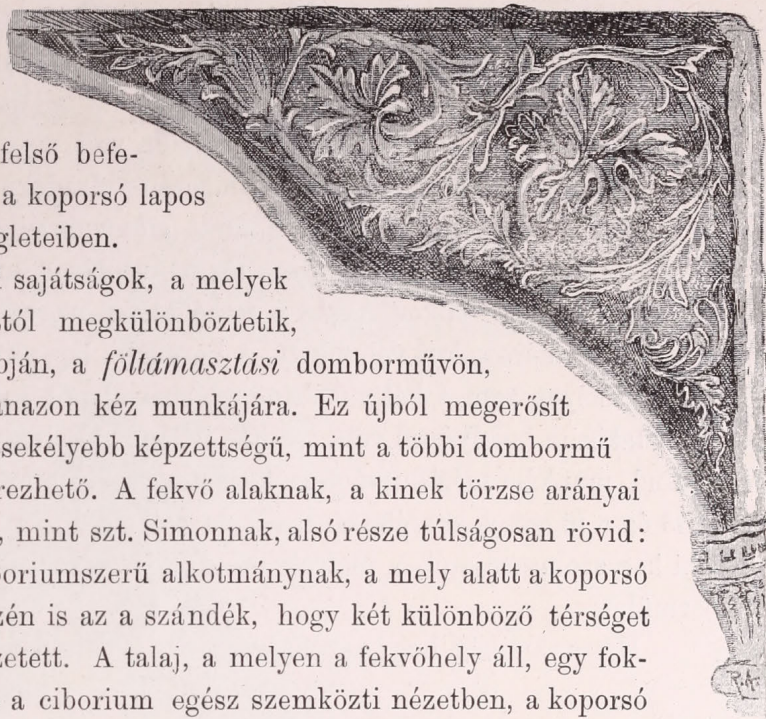 felső befe-
a koporsó lapos
gleteiben.
sajátságok, a melyek
tól megkülönböztetik,
ján, a föltámasztási domborművön,
nazon kéz munkájára. Ez újból megerősít
sekélyebb képzettségű, mint a többi dombormű
rezhető. A fekvő alaknak, a kinek törzse arányai
, mint szt. Simonnak, alsó része túlságosan rövid:
oriumszerű alkotmánynak, a mely alatt a koporsó
zén is az a szándék, hogy két különböző térséget
zetett. A talaj, a melyen a fekvőhely áll, egy fok-
a ciborium egész szemközti nézetben, a koporsó
R.A.